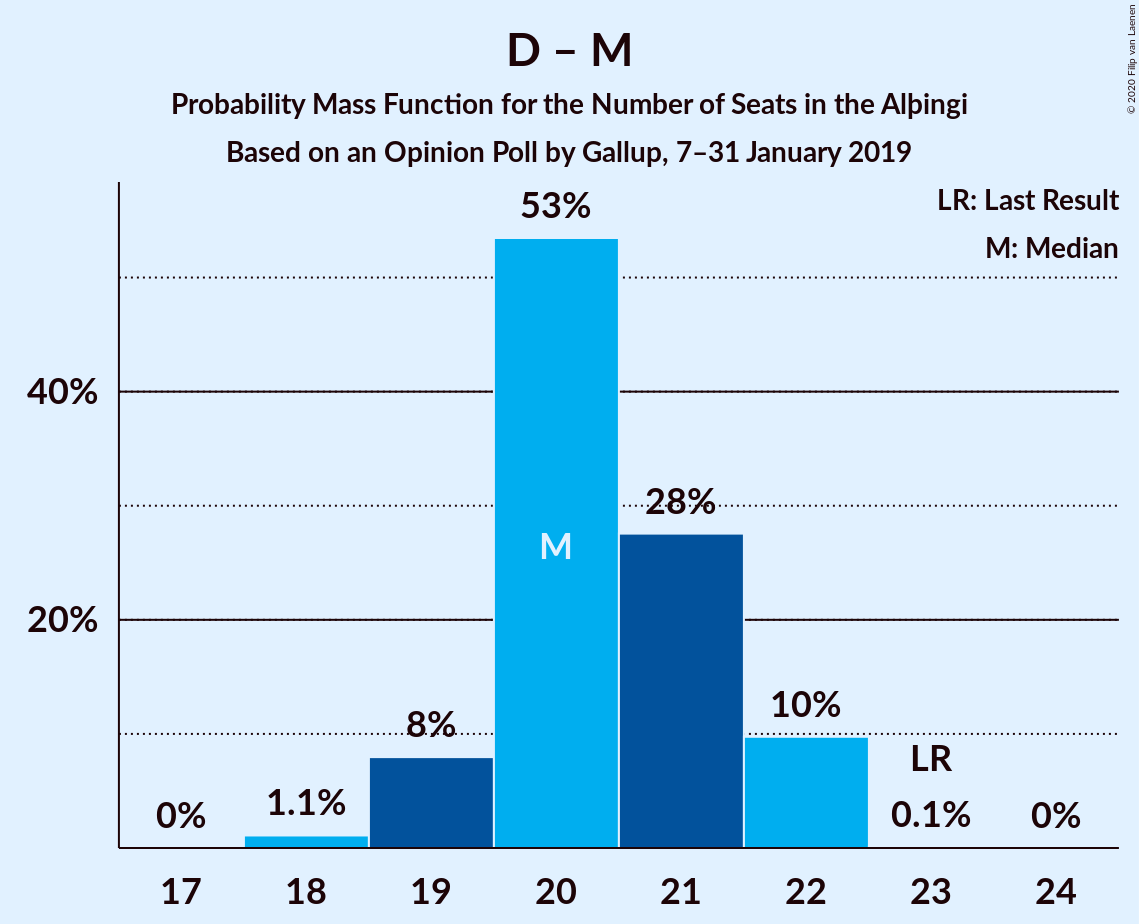 D – M
Probability Mass Function for the Number of Seats in the Alþingi
Based on an Opinion Poll by Gallup, 7–31 January 2019
© 2020 Filip van Laenen
LR: Last Result
M: Median
53%
40%
28%
M
20%
10%
8%
LR
1.1%
0%
0.1%
0%
17 18 19 20 21 22 23 24